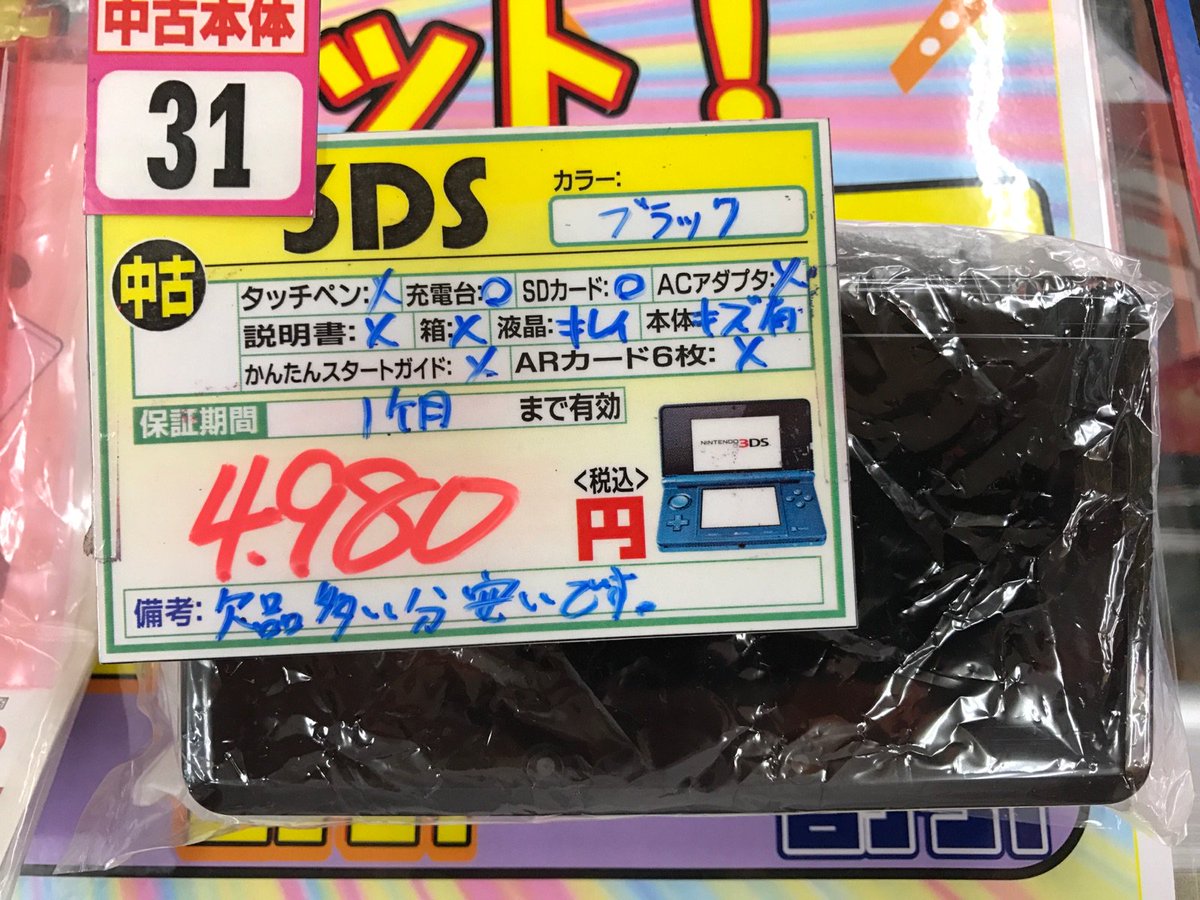 中古本体
31
ット!
3DS
カラー:
ブラック
中古
タッチペン:× 充電台:○ SDカード:○ ACアダプタ:×
説明書:× 箱:× 液晶:キレイ 本体キズ有
かんたんスタートガイド:× ARカード6枚:×
保証期間 1ヶ月 まで有効
4.980 <税込> 円
NINTENDO3DS
備考: 欠品多い分安いです。